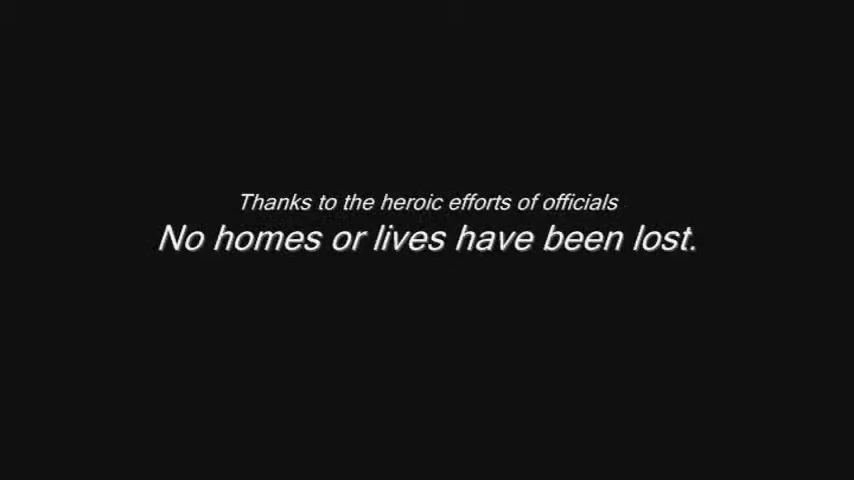 Thanks to the heroic efforts of officials
No homes or lives have been lost.